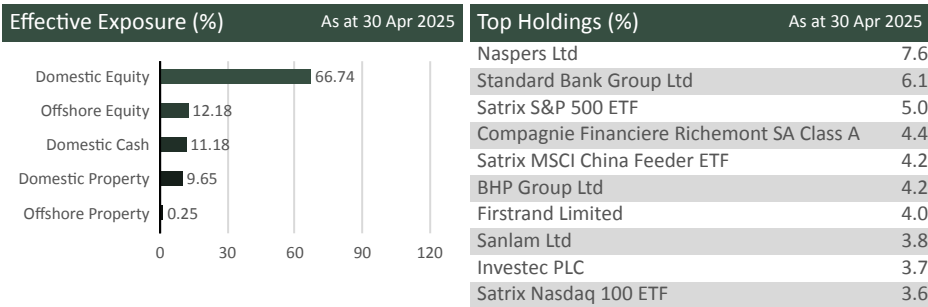 Effective Exposure (%) As at 30 Apr 2025
Domestic Equity 66.74
Offshore Equity 12.18
Domestic Cash 11.18
Domestic Property 9.65
Offshore Property 0.25
0 30 60 90 120
Top Holdings (%) As at 30 Apr 2025
Naspers Ltd 7.6
Standard Bank Group Ltd 6.1
Satrix S&P 500 ETF 5.0
Compagnie Financiere Richemont SA Class A 4.4
Satrix MSCI China Feeder ETF 4.2
BHP Group Ltd 4.2
Firstrand Limited 4.0
Sanlam Ltd 3.8
Investec PLC 3.7
Satrix Nasdaq 100 ETF 3.6